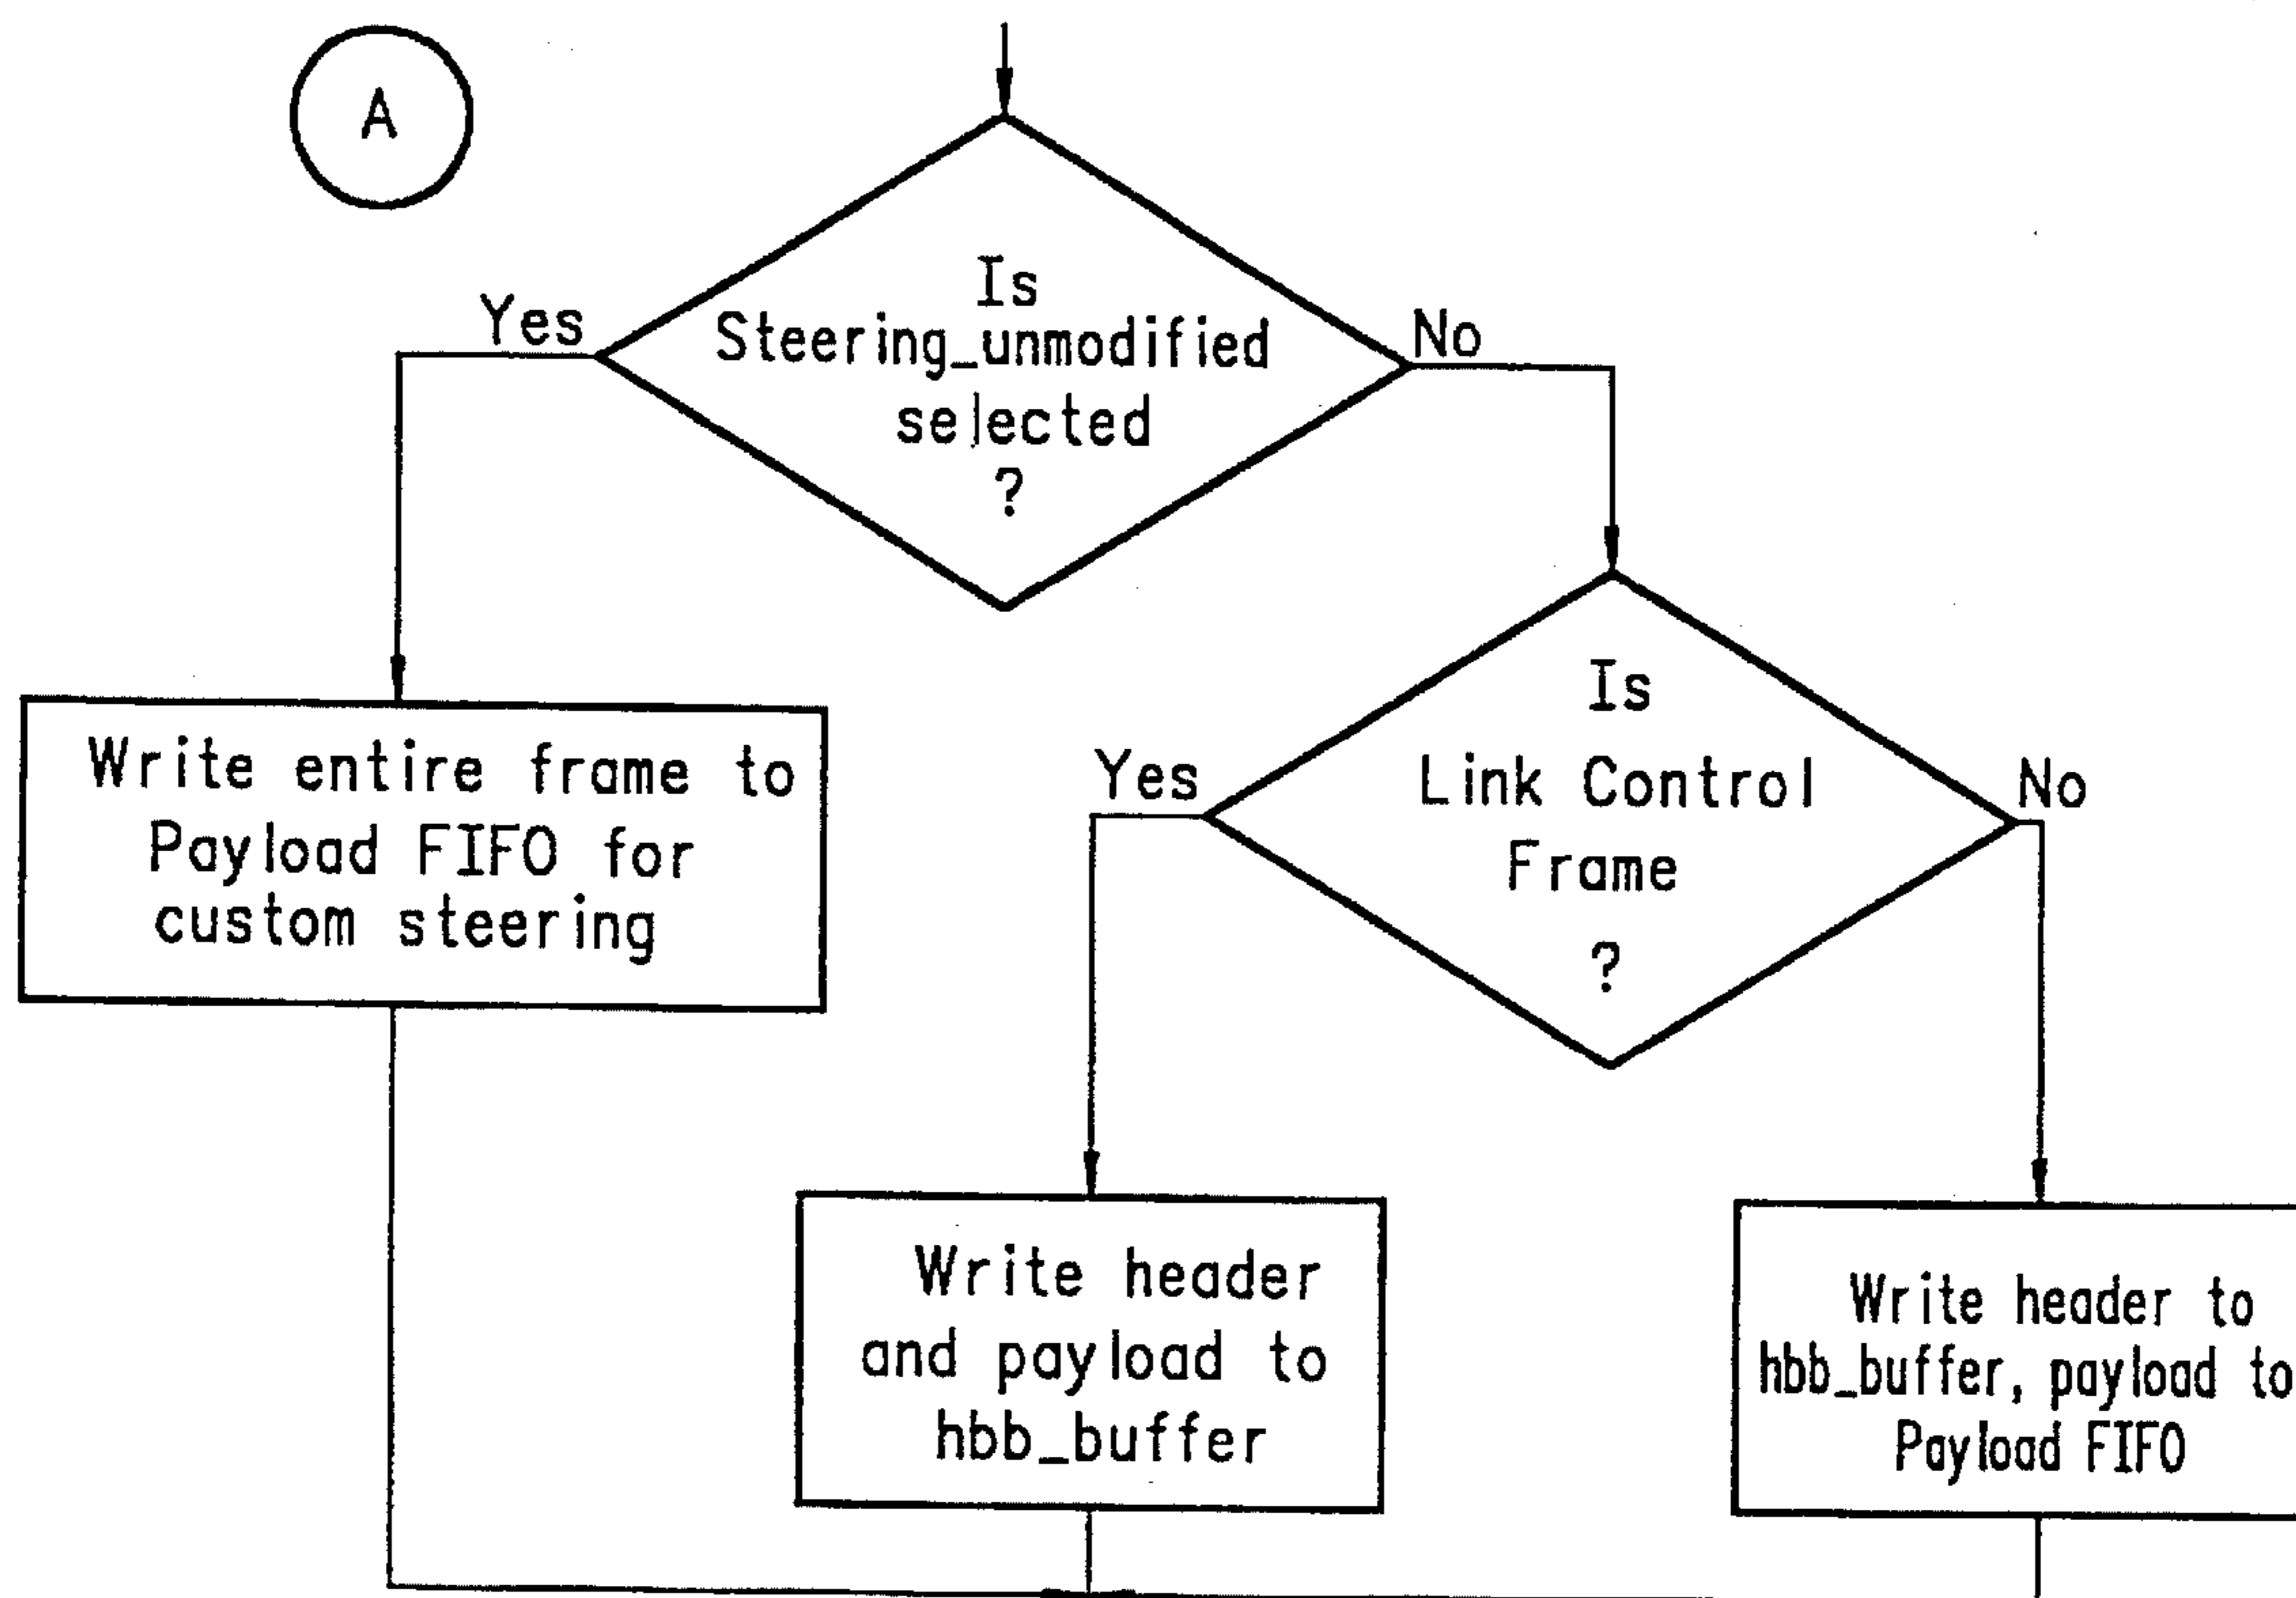 A
Is
Steering_unmodified
selected
?
Yes
No
Write entire frame to
Payload FIFO for
custom steering
Is
Link Control
Frame
?
Yes
No
Write header
and payload to
hbb_buffer
Write header to
hbb_buffer, payload to
Payload FIFO